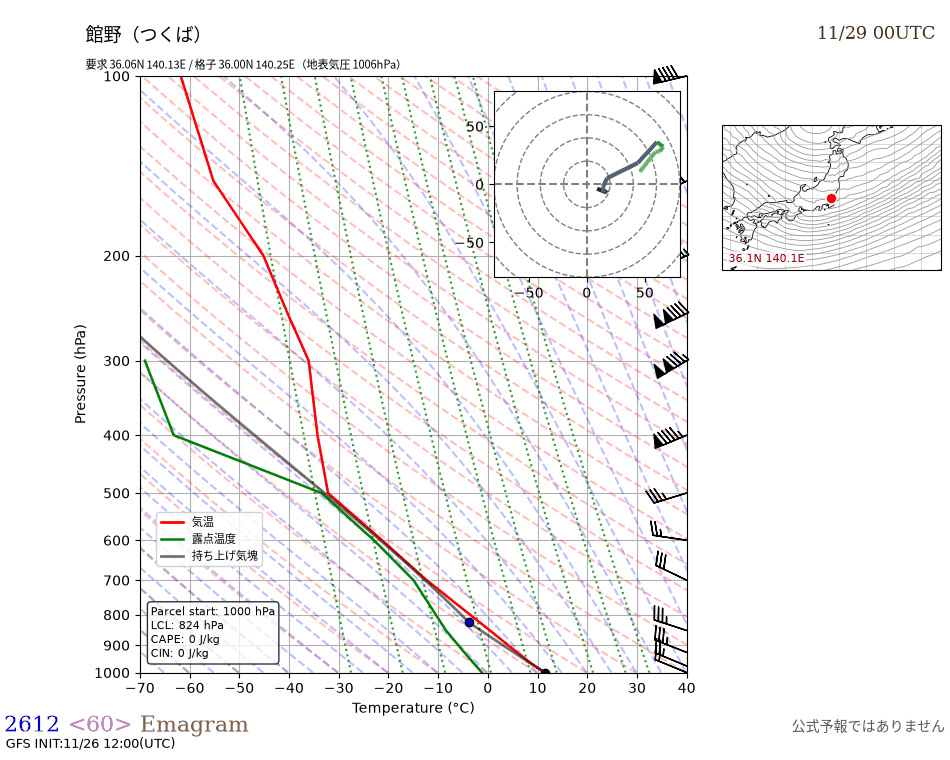 館野（つくば）
11/29 00UTC
要求 36.06N 140.13E / 格子 36.00N 140.25E（地表気圧 1006hPa）
100
200
300
400
500
600
700
800
900
1000
Pressure (hPa)
50
0
−50
−50
0
50
36.1N 140.1E
気温
露点温度
持ち上げ気塊
Parcel start: 1000 hPa
LCL: 824 hPa
CAPE: 0 J/kg
CIN: 0 J/kg
−70
−60
−50
−40
−30
−20
−10
0
10
20
30
40
Temperature (°C)
2612 <60> Emagram
公式予報ではありません
GFS INIT:11/26 12:00(UTC)